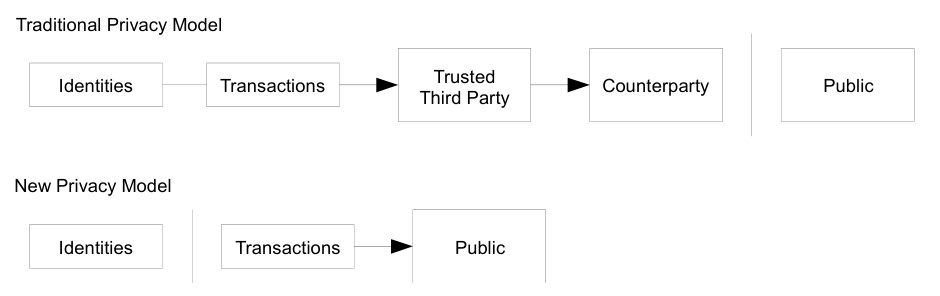 Traditional Privacy Model
Identities
Transactions
Trusted
Third Party
Counterparty
Public
New Privacy Model
Identities
Transactions
Public